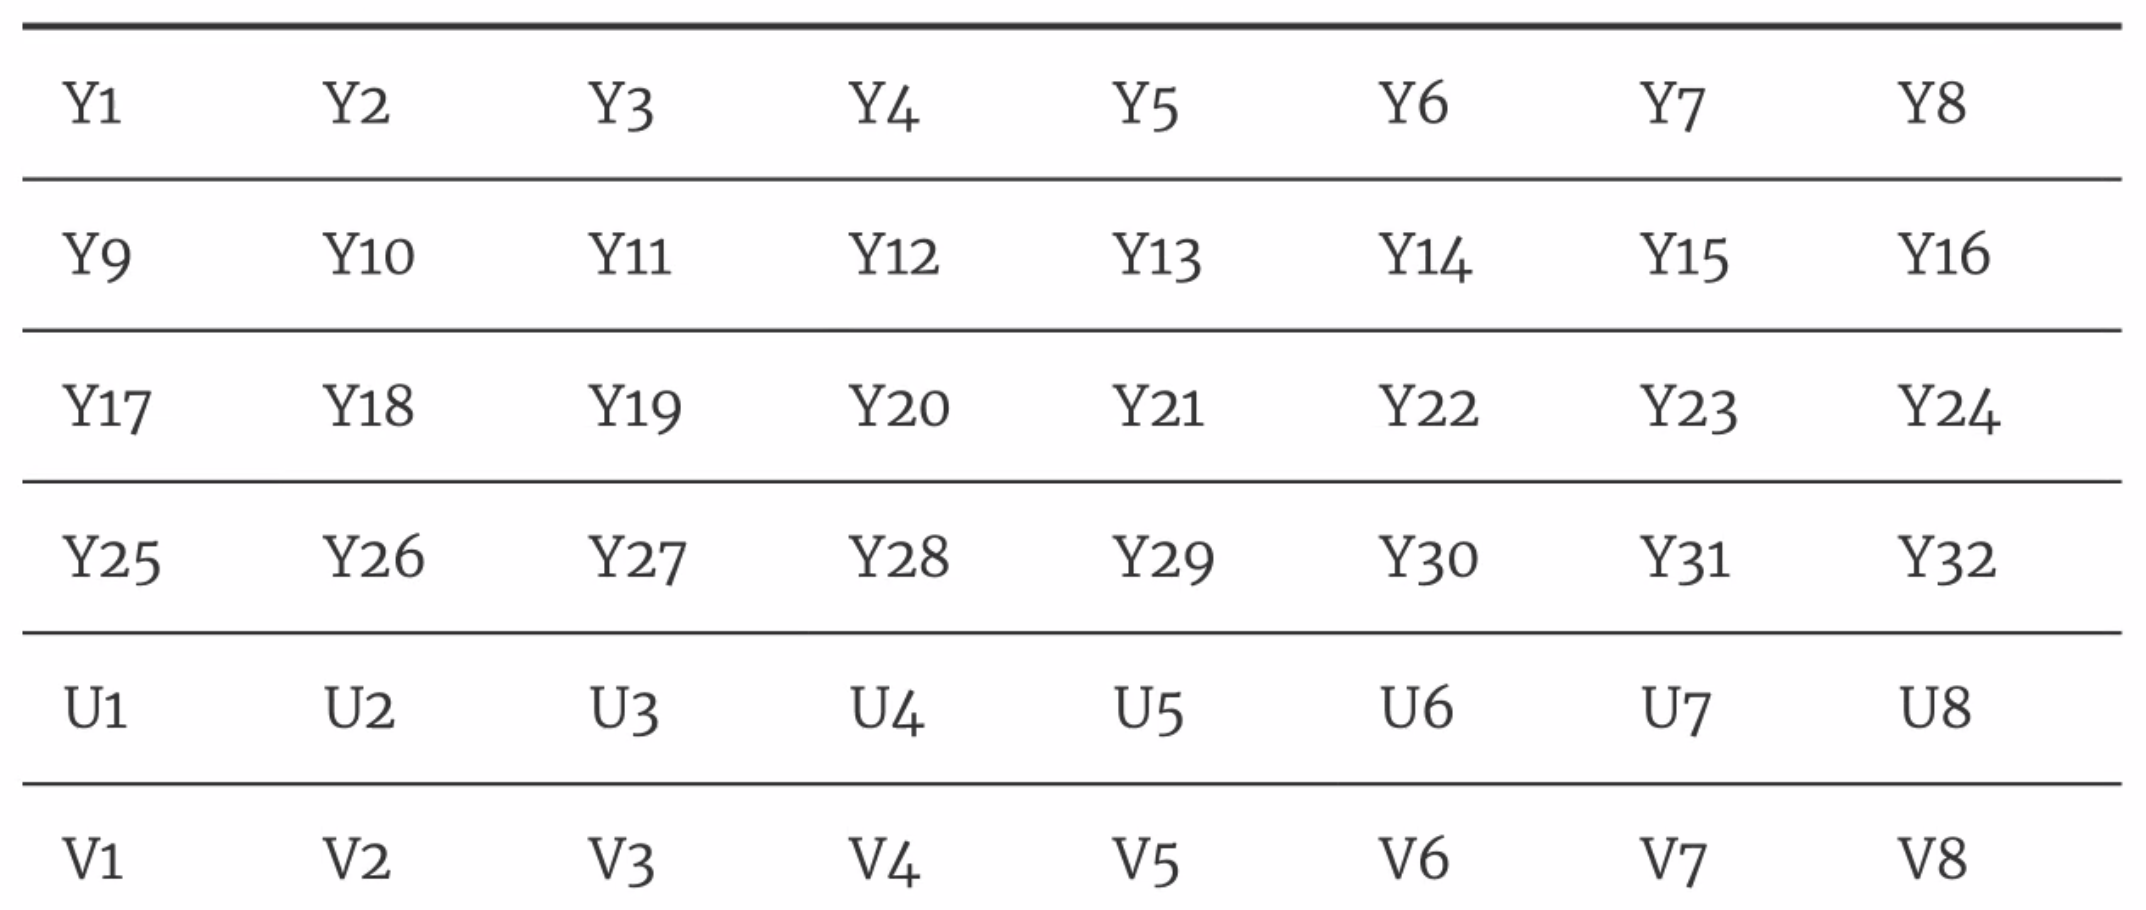 Y1 Y2 Y3 Y4 Y5 Y6 Y7 Y8
Y9 Y10 Y11 Y12 Y13 Y14 Y15 Y16
Y17 Y18 Y19 Y20 Y21 Y22 Y23 Y24
Y25 Y26 Y27 Y28 Y29 Y30 Y31 Y32
U1 U2 U3 U4 U5 U6 U7 U8
V1 V2 V3 V4 V5 V6 V7 V8